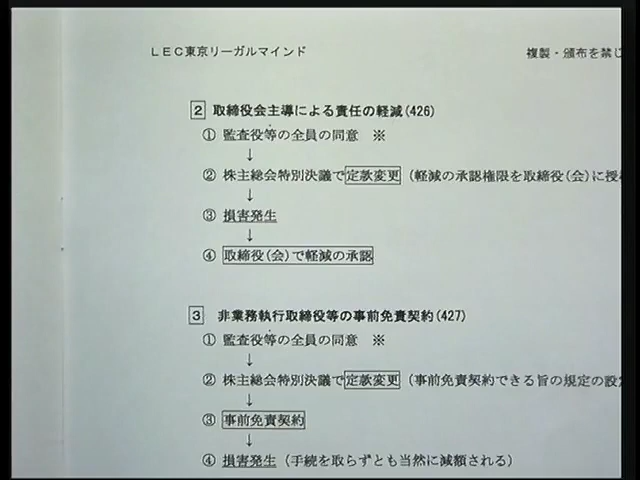 LEC東京リーガルマインド
複製・頒布を禁じ
2 取締役会主導による責任の軽減(426)
① 監査役等の全員の同意 ※
↓
② 株主総会特別決議で定款変更（軽減の承認権限を取締役(会)に授
↓
③ 損害発生
↓
④ 取締役(会)で軽減の承認
3 非業務執行取締役等の事前免責契約(427)
① 監査役等の全員の同意 ※
↓
② 株主総会特別決議で定款変更（事前免責契約できる旨の規定の設
↓
③ 事前免責契約
↓
④ 損害発生（手続を取らずとも当然に減額される）